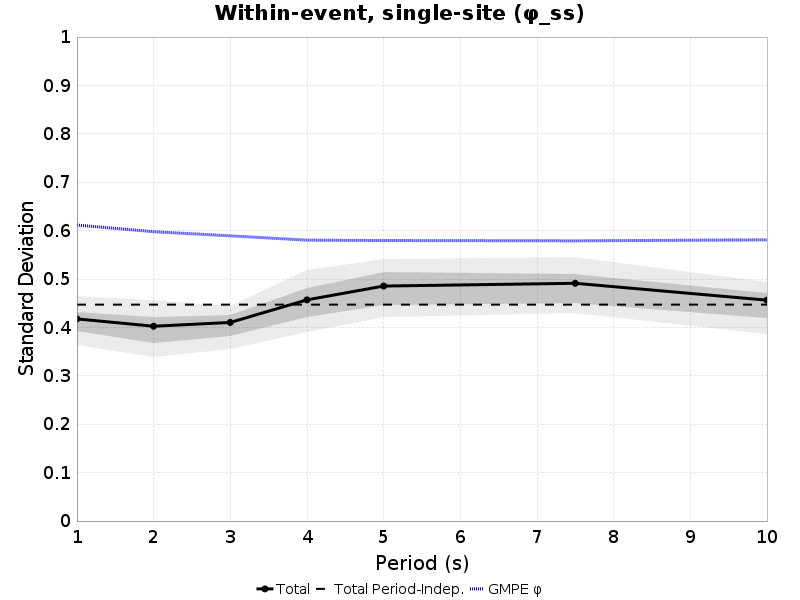 Within-event, single-site (φ_ss)
1
0.9
0.8
0.7
0.6
0.5
0.4
0.3
0.2
0.1
0
Standard Deviation
1 2 3 4 5 6 7 8 9 10
Period (s)
Total Total Period-Indep. GMPE φ